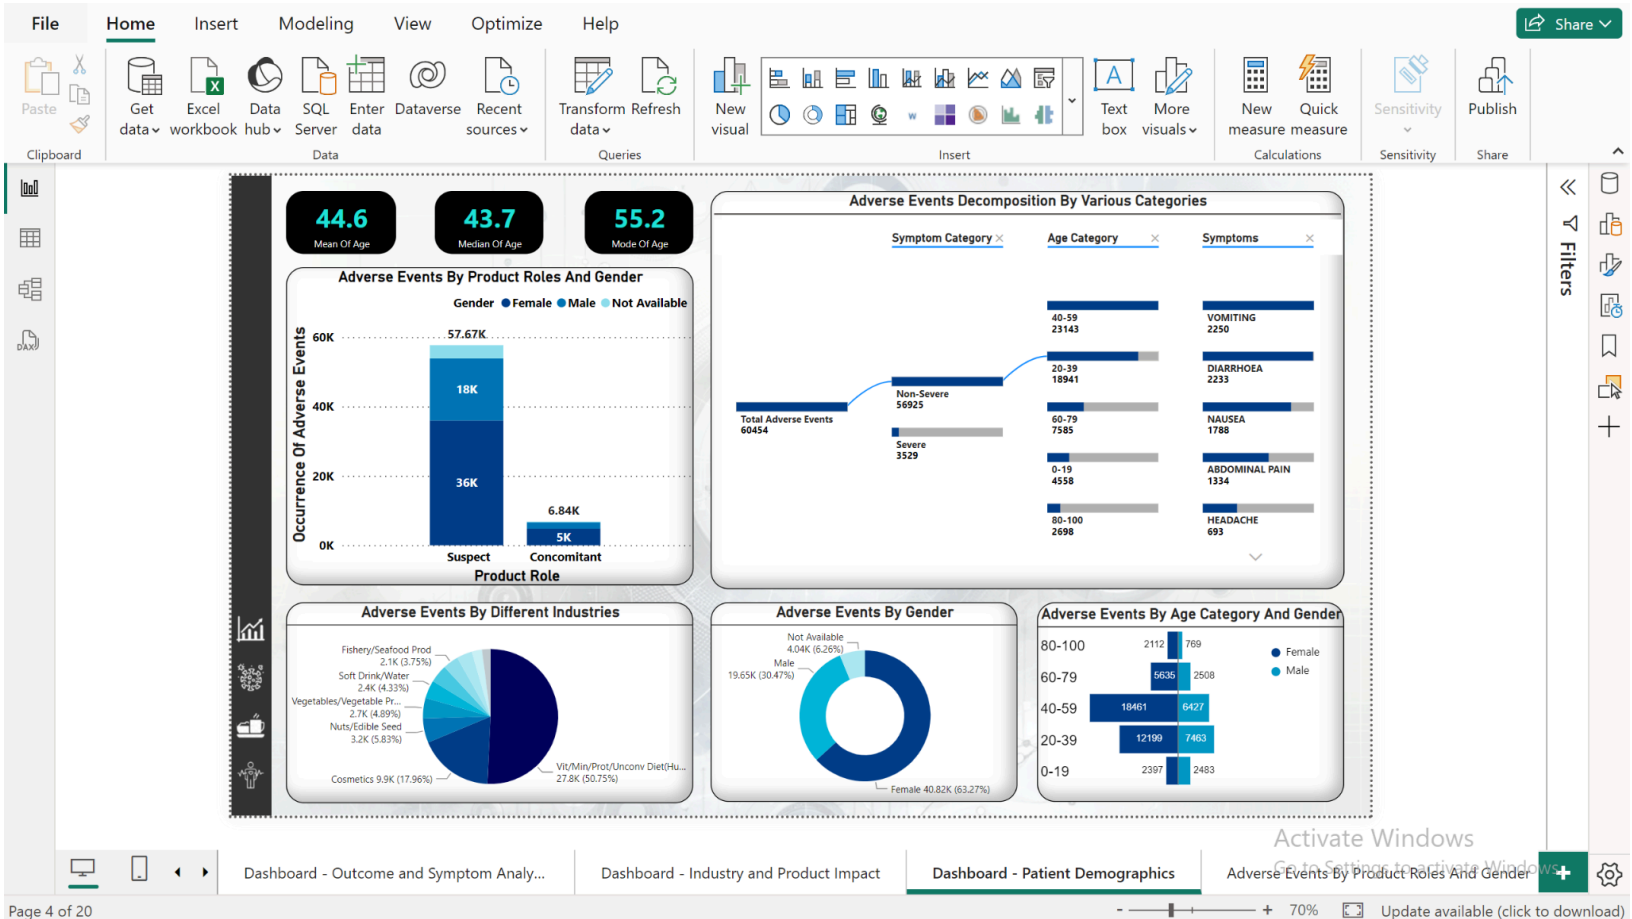 File Home Insert Modeling View Optimize Help Share
Paste
Get data
Excel workbook
Data hub
SQL Server
Enter data
Dataverse
Recent sources
Transform data
Refresh
New visual
Text box
More visuals
New measure
Quick measure
Sensitivity
Publish
Clipboard Data Queries Insert Calculations Sensitivity Share
DAX
44.6
Mean Of Age
43.7
Median Of Age
55.2
Mode Of Age
Adverse Events By Product Roles And Gender
Gender Female Male Not Available
Occurrence Of Adverse Events
60K
40K
20K
0K
57.67K
18K
36K
6.84K
5K
Suspect Concomitant
Product Role
Adverse Events Decomposition By Various Categories
Symptom Category Age Category Symptoms
Total Adverse Events
60454
Non-Severe
56925
Severe
3529
40-59
23143
20-39
18941
60-79
7585
0-19
4558
80-100
2698
VOMITING
2250
DIARRHOEA
2233
NAUSEA
1788
ABDOMINAL PAIN
1334
HEADACHE
693
Filters
Adverse Events By Different Industries
Fishery/Seafood Prod
2.1K (3.75%)
Soft Drink/Water
2.4K (4.33%)
Vegetables/Vegetable Pr...
2.7K (4.89%)
Nuts/Edible Seed
3.2K (5.83%)
Cosmetics 9.9K (17.96%)
Vit/Min/Prot/Unconv Diet(Hu...
27.8K (50.75%)
Adverse Events By Gender
Not Available
4.04K (6.26%)
Male
19.65K (30.47%)
Female 40.82K (63.27%)
Adverse Events By Age Category And Gender
80-100 2112 769
60-79 5635 2508
40-59 18461 6427
20-39 12199 7463
0-19 2397 2483
Female
Male
Activate Windows
Go to Settings to activate Windows.
Dashboard - Outcome and Symptom Analy...
Dashboard - Industry and Product Impact
Dashboard - Patient Demographics
Adverse Events By Product Roles And Gender
Page 4 of 20
- + 70%
Update available (click to download)